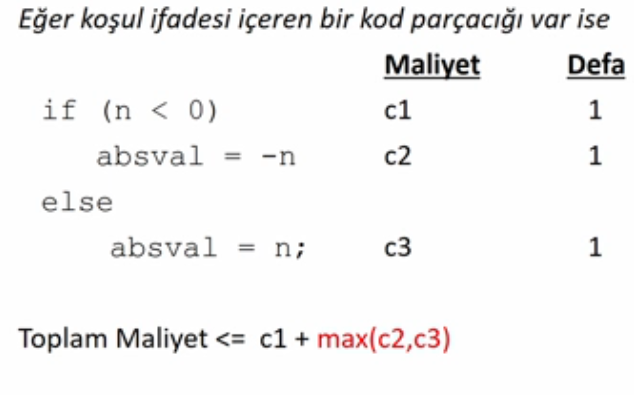 Eğer koşul ifadesi içeren bir kod parçacığı var ise
Maliyet Defa
if (n < 0) c1 1
absval = -n c2 1
else
absval = n; c3 1
Toplam Maliyet <= c1 + max(c2,c3)